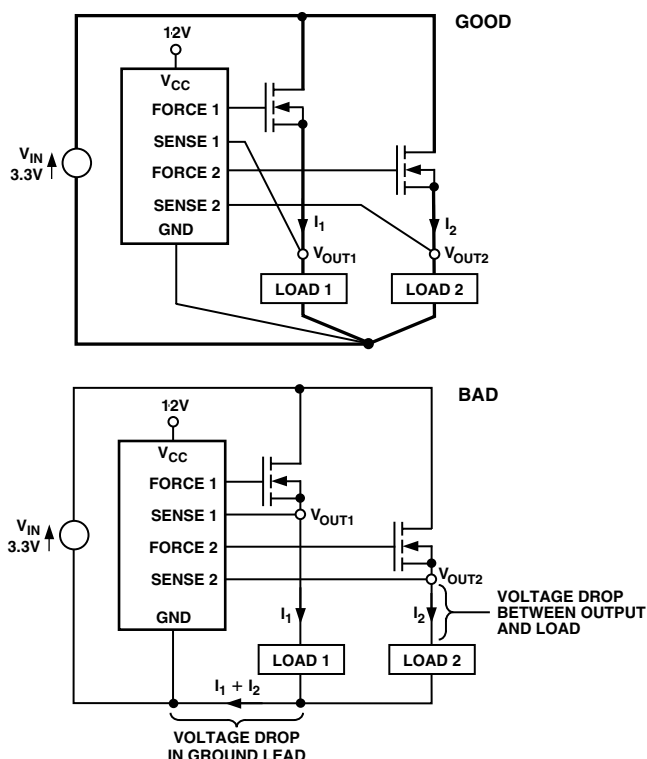 GOOD
12V
VCC
FORCE 1
SENSE 1
FORCE 2
SENSE 2
GND
VIN
3.3V
I1
I2
VOUT1
VOUT2
LOAD 1
LOAD 2
BAD
12V
VCC
FORCE 1
SENSE 1
FORCE 2
SENSE 2
GND
VIN
3.3V
VOUT1
VOUT2
I1
I2
VOLTAGE DROP
BETWEEN OUTPUT
AND LOAD
LOAD 1
LOAD 2
I1 + I2
VOLTAGE DROP
IN GROUND LEAD